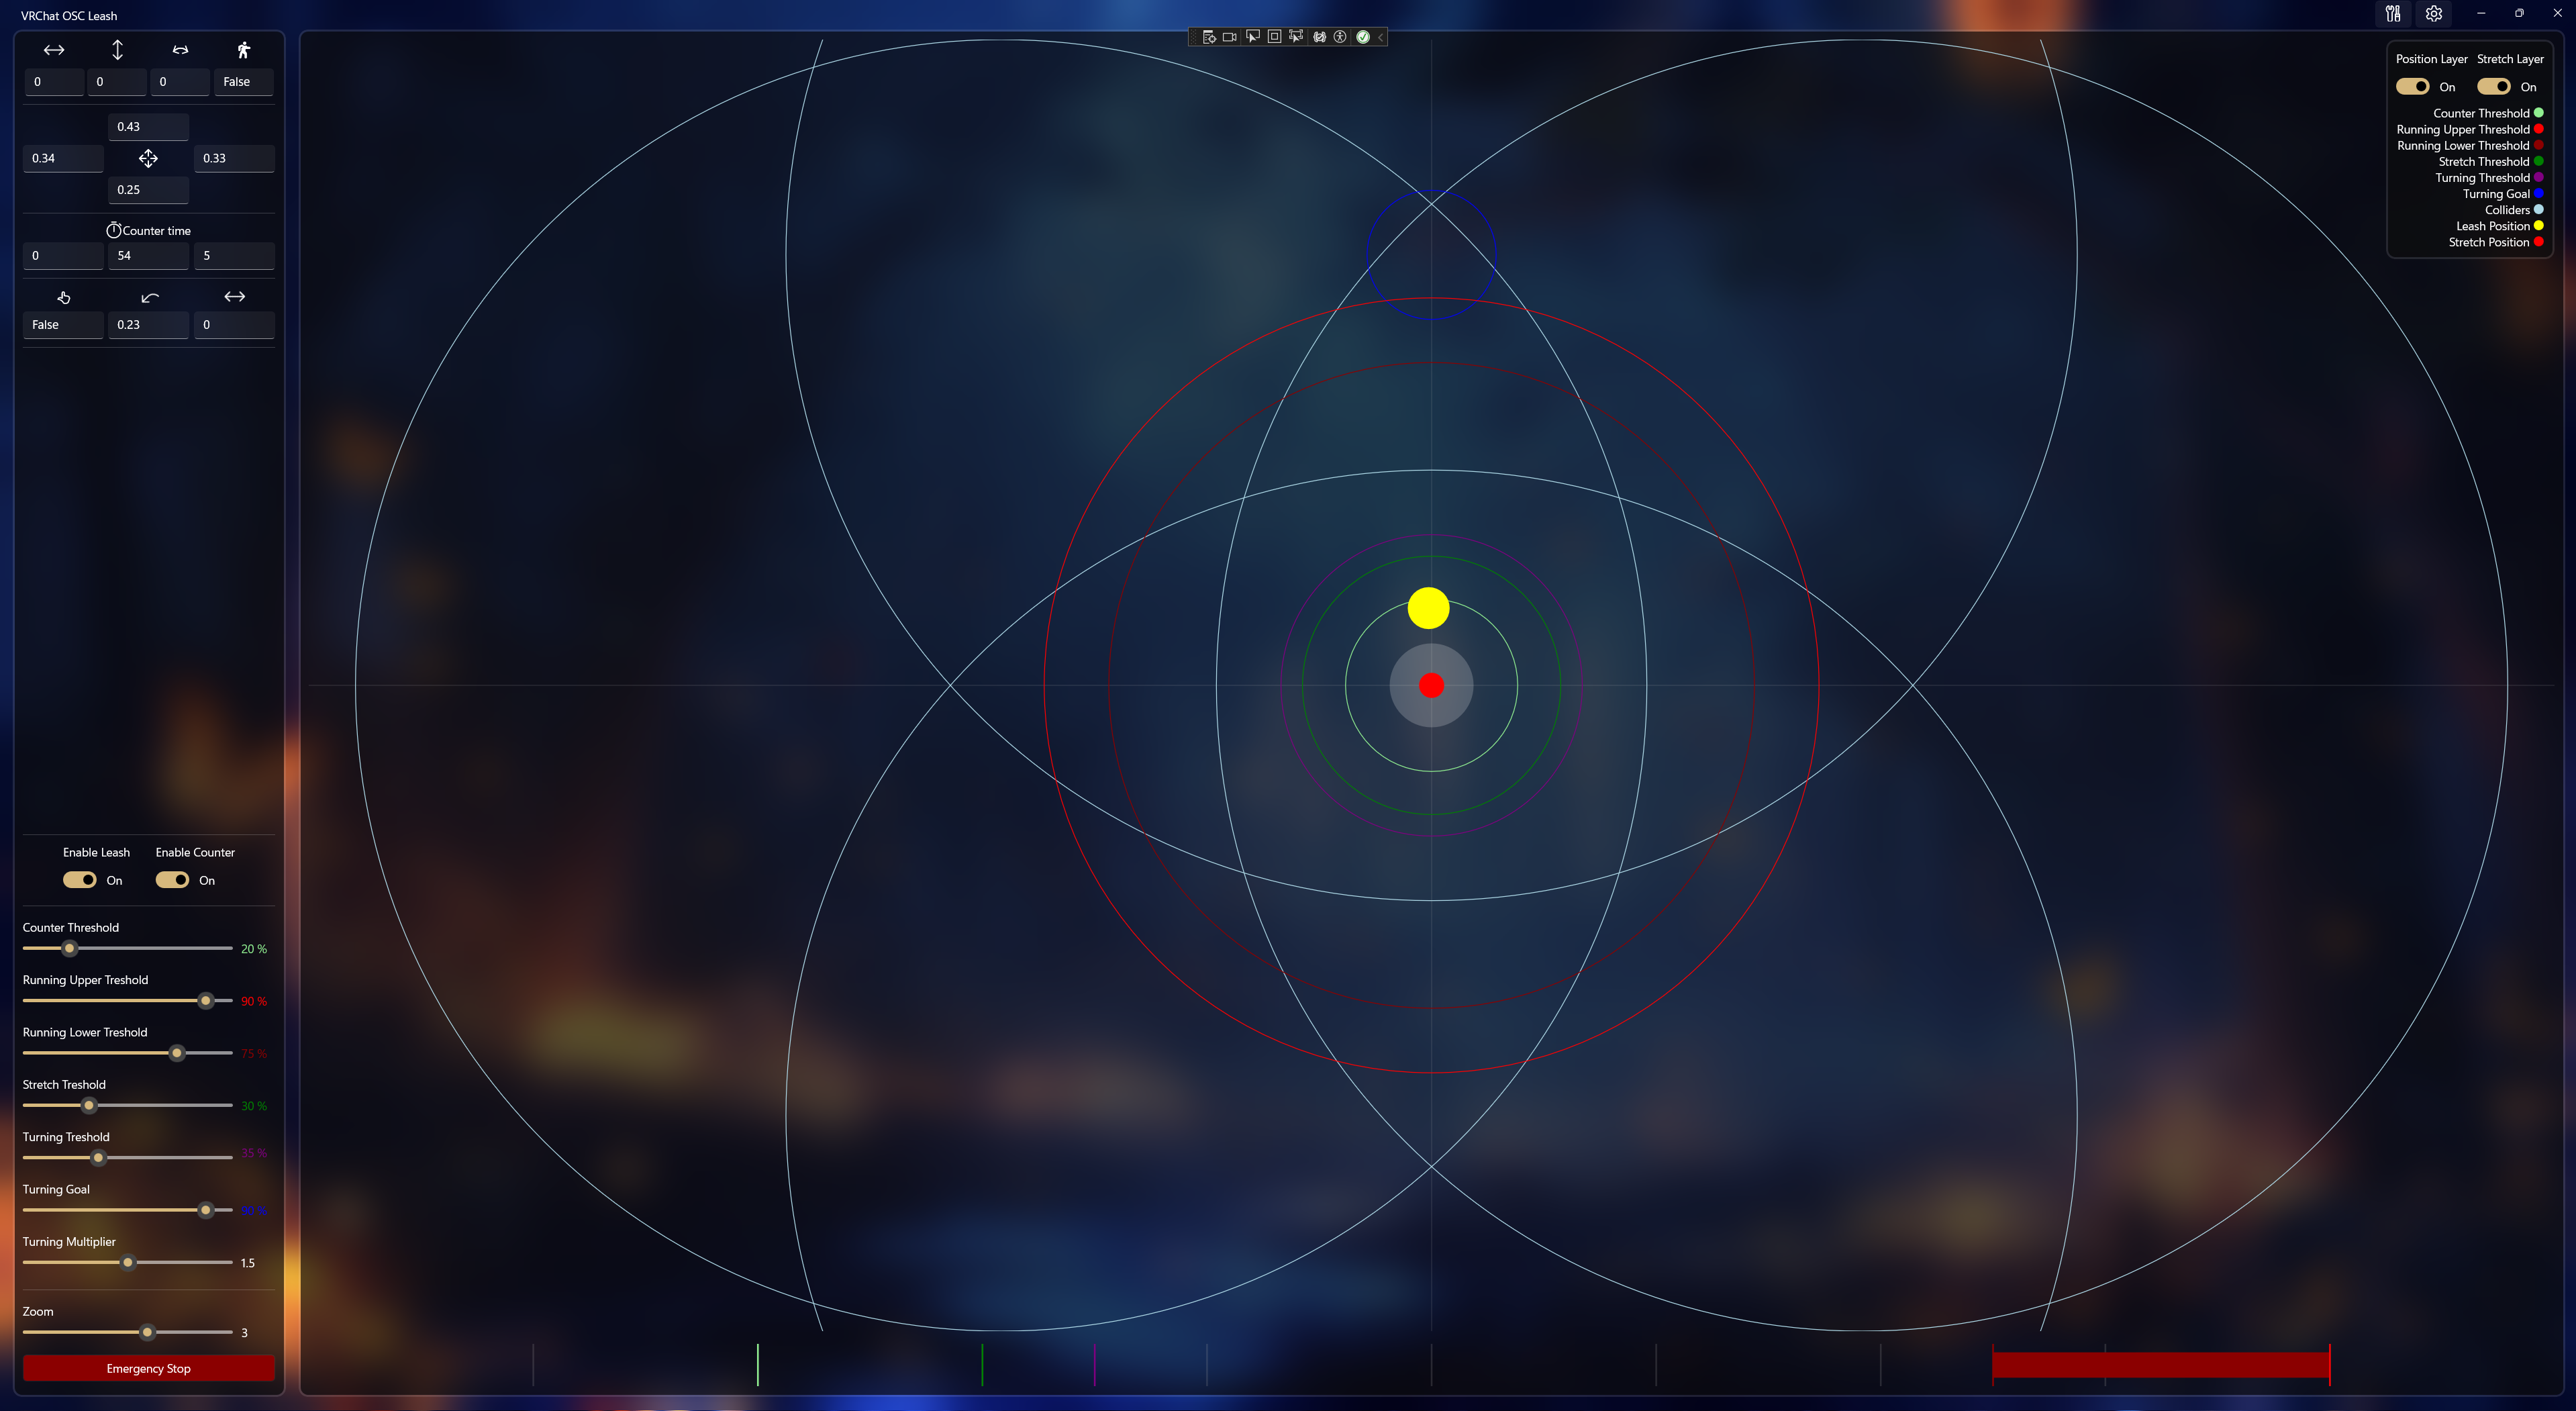 VRChat OSC Leash
0 0 0 False
0.43
0.34 0.33
0.25
Counter time
0 54 5
False 0.23 0
Enable Leash Enable Counter
On On
Counter Threshold
20 %
Running Upper Treshold
90 %
Running Lower Treshold
75 %
Stretch Treshold
30 %
Turning Treshold
35 %
Turning Goal
90 %
Turning Multiplier
1.5
Zoom
3
Emergency Stop
Position Layer Stretch Layer
On On
Counter Threshold
Running Upper Threshold
Running Lower Threshold
Stretch Threshold
Turning Threshold
Turning Goal
Colliders
Leash Position
Stretch Position